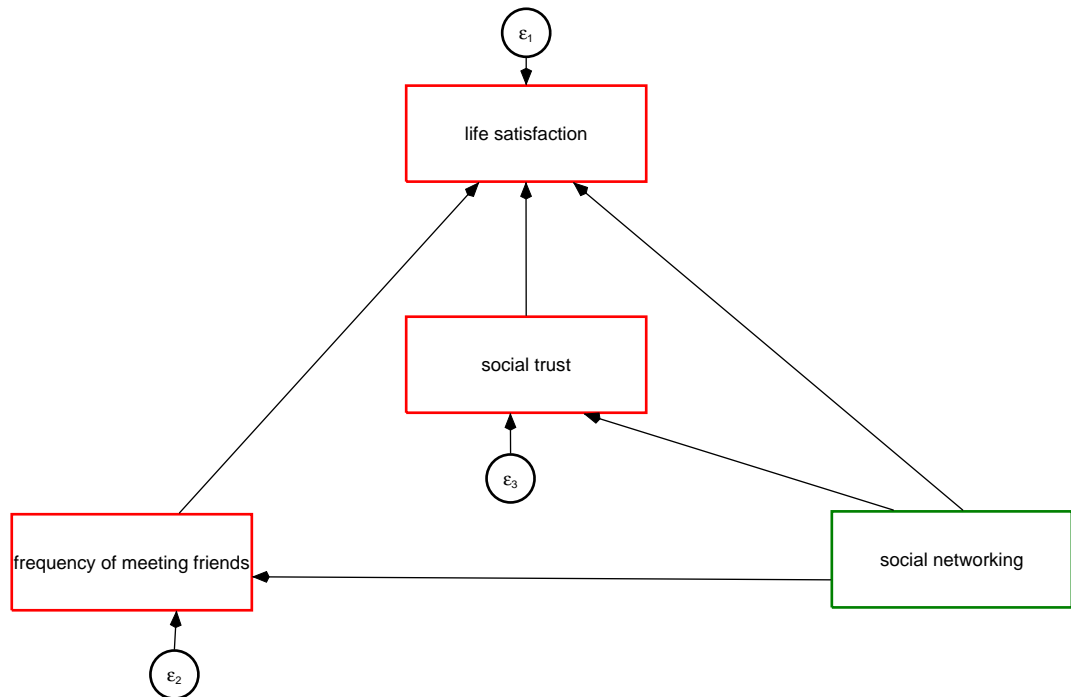 ε₁
life satisfaction
social trust
ε₃
frequency of meeting friends
social networking
ε₂